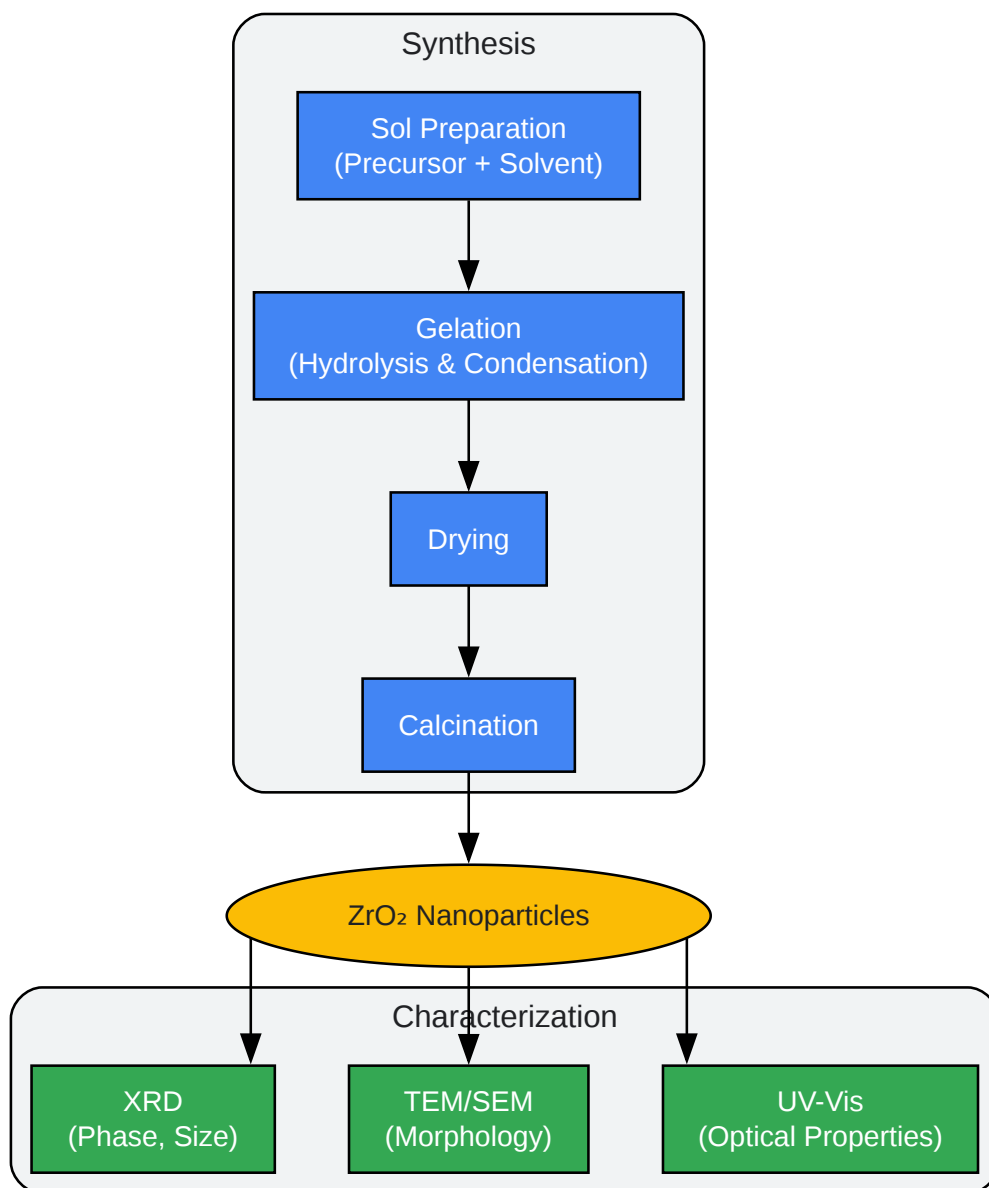 Synthesis
Sol Preparation
(Precursor + Solvent)
Gelation
(Hydrolysis & Condensation)
Drying
Calcination
ZrO₂ Nanoparticles
Characterization
XRD
(Phase, Size)
TEM/SEM
(Morphology)
UV-Vis
(Optical Properties)